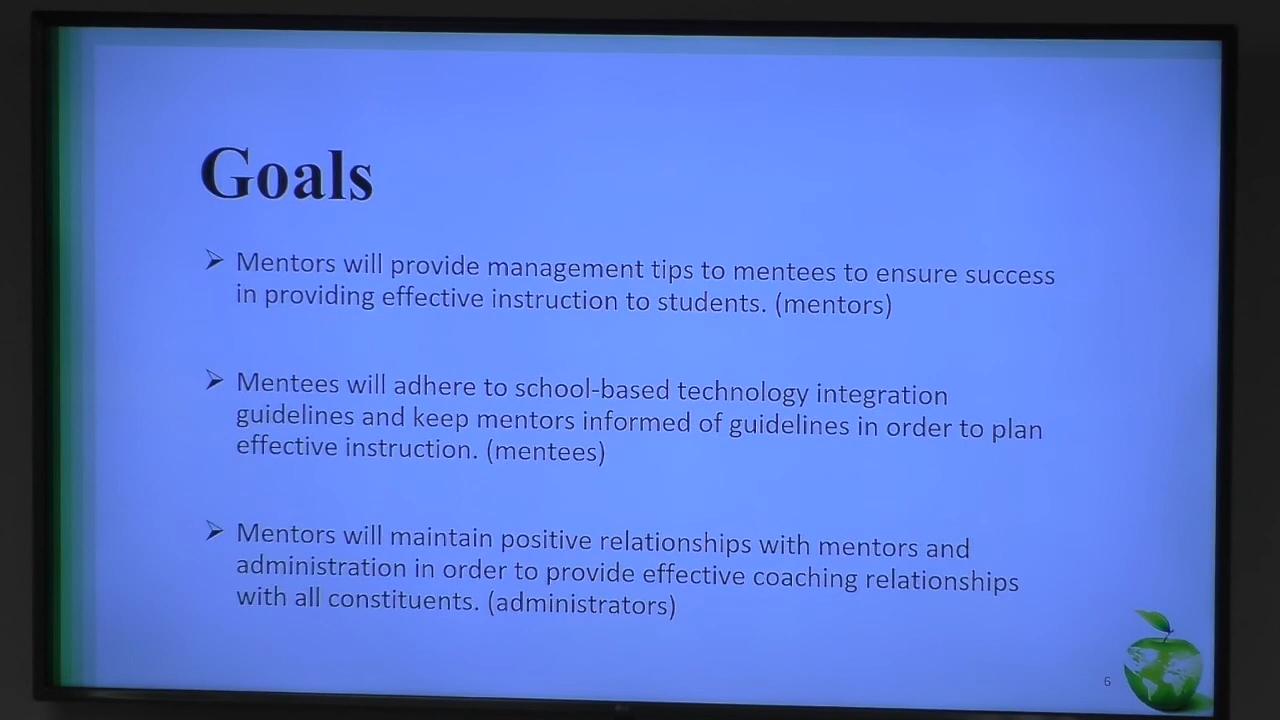 Goals
➢ Mentors will provide management tips to mentees to ensure success
in providing effective instruction to students. (mentors)
➢ Mentees will adhere to school-based technology integration
guidelines and keep mentors informed of guidelines in order to plan
effective instruction. (mentees)
➢ Mentors will maintain positive relationships with mentors and
administration in order to provide effective coaching relationships
with all constituents. (administrators)
6